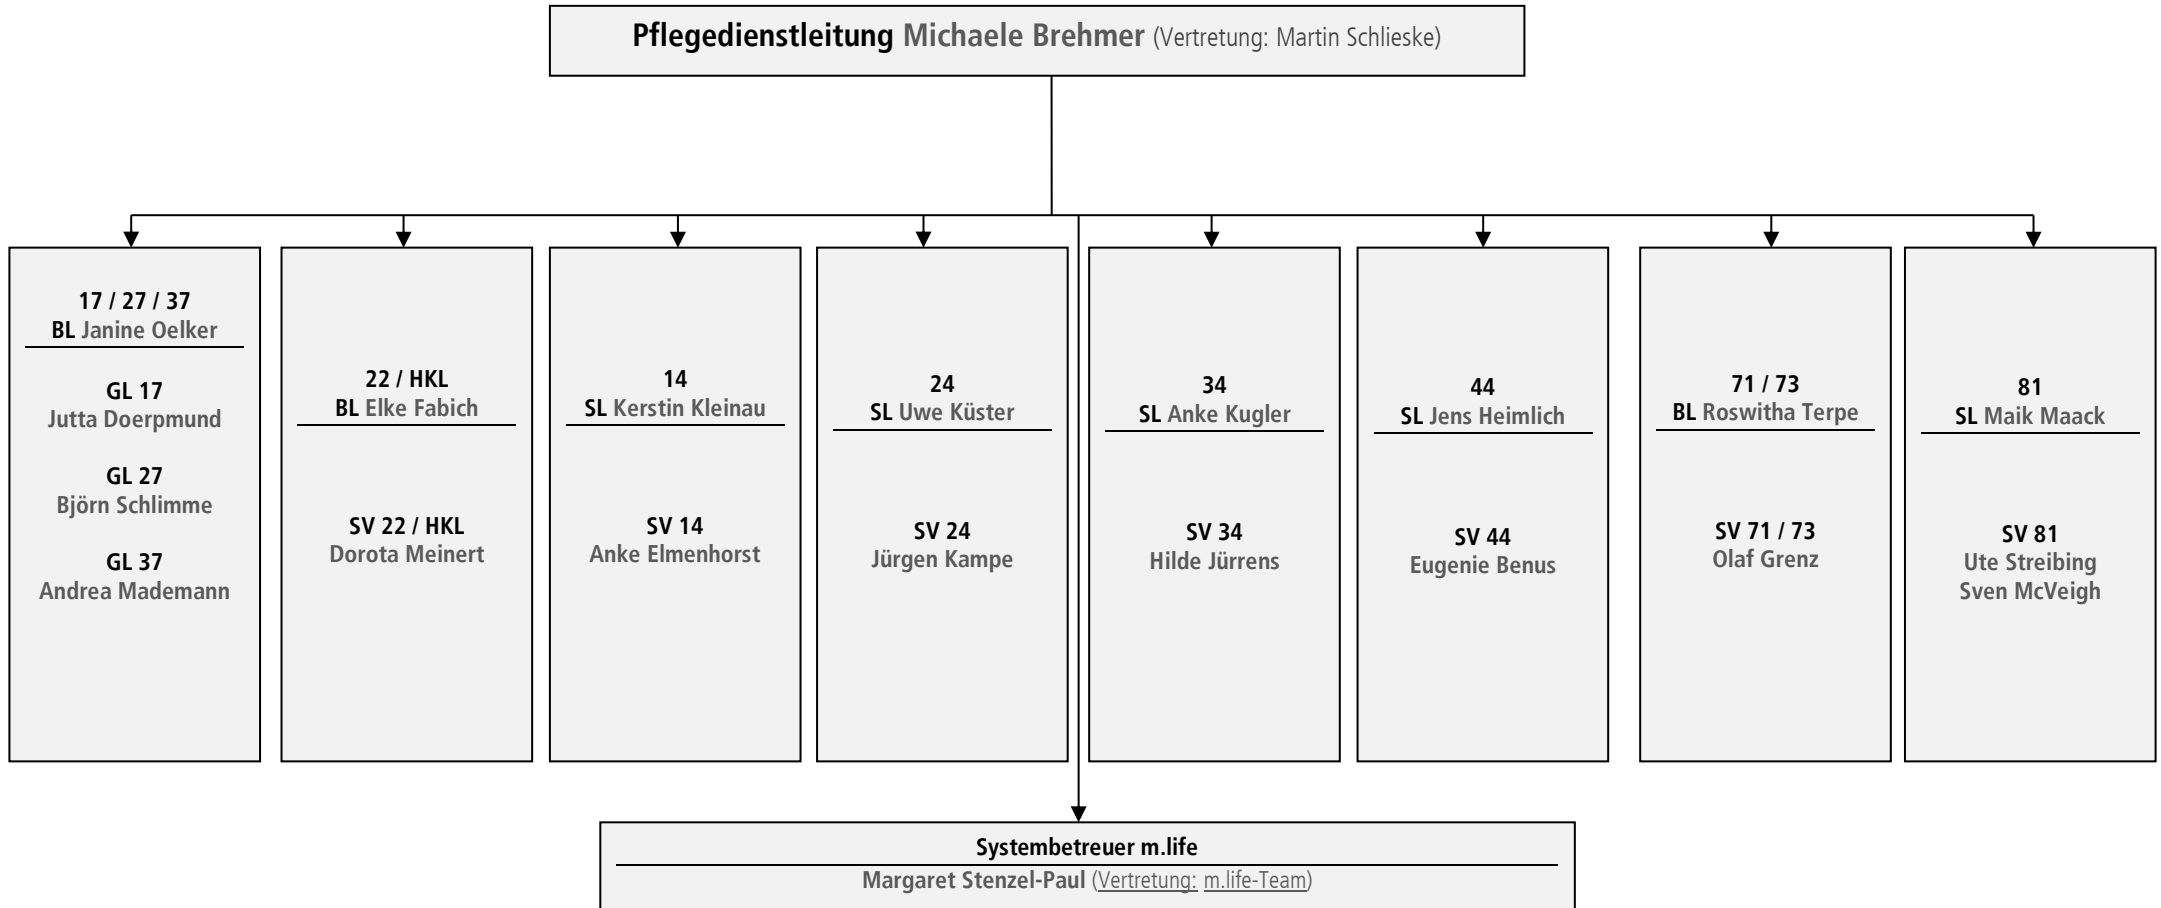 Pflegedienstleitung Michaele Brehmer (Vertretung: Martin Schlieske)
17 / 27 / 37
BL Janine Oelker
GL 17
Jutta Doerpmund
GL 27
Björn Schlimme
GL 37
Andrea Mademann
22 / HKL
BL Elke Fabich
SV 22 / HKL
Dorota Meinert
14
SL Kerstin Kleinau
SV 14
Anke Elmenhorst
24
SL Uwe Küster
SV 24
Jürgen Kampe
34
SL Anke Kugler
SV 34
Hilde Jürrens
44
SL Jens Heimlich
SV 44
Eugenie Benus
71 / 73
BL Roswitha Terpe
SV 71 / 73
Olaf Grenz
81
SL Maik Maack
SV 81
Ute Streibing
Sven McVeigh
Systembetreuer m.life
Margaret Stenzel-Paul (Vertretung: m.life-Team)